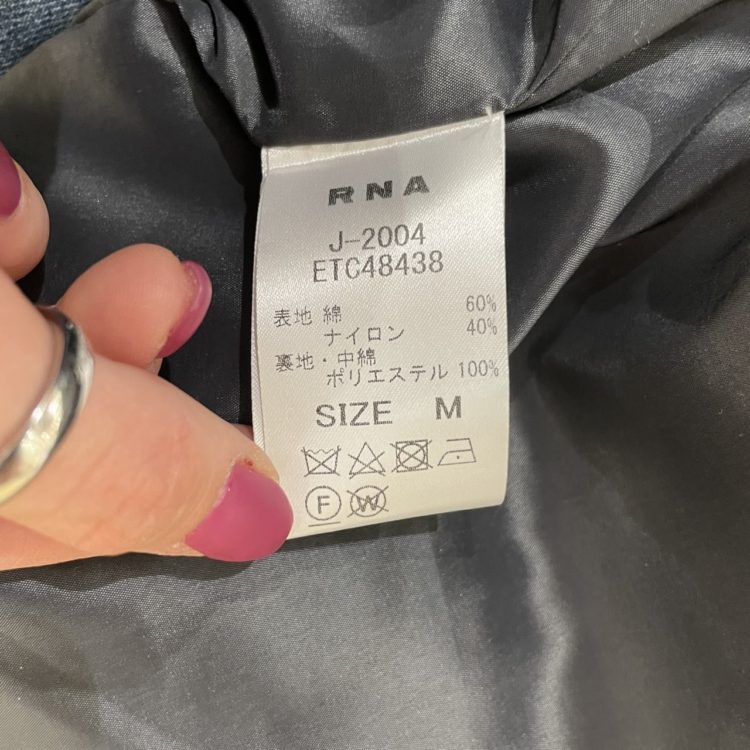 RNA
J-2004
ETC48438
表地 綿 60%
ナイロン 40%
裏地・中綿
ポリエステル 100%
SIZE M
F W